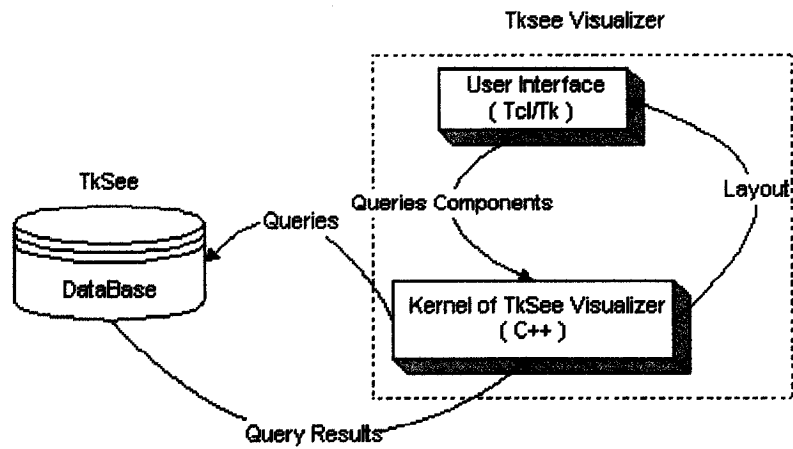 Tksee Visualizer
User Interface
( Tcl/Tk )
TkSee
Queries
Queries Components
Layout
DataBase
Kernel of TkSee Visualizer
( C++ )
Query Results